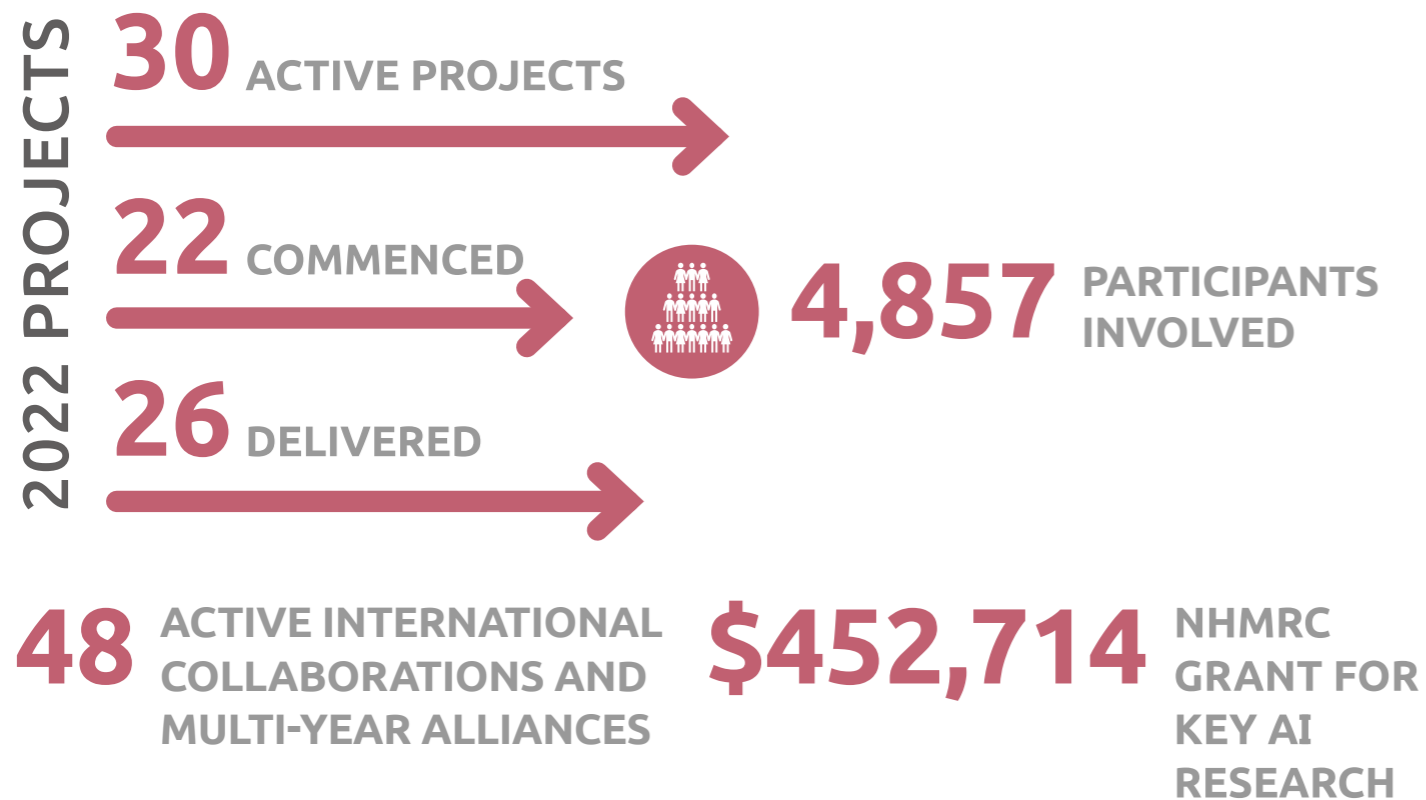 2022 PROJECTS
30 ACTIVE PROJECTS
22 COMMENCED
26 DELIVERED
4,857 PARTICIPANTS
INVOLVED
48 ACTIVE INTERNATIONAL
COLLABORATIONS AND
MULTI-YEAR ALLIANCES
$452,714 NHMRC
GRANT FOR
KEY AI
RESEARCH